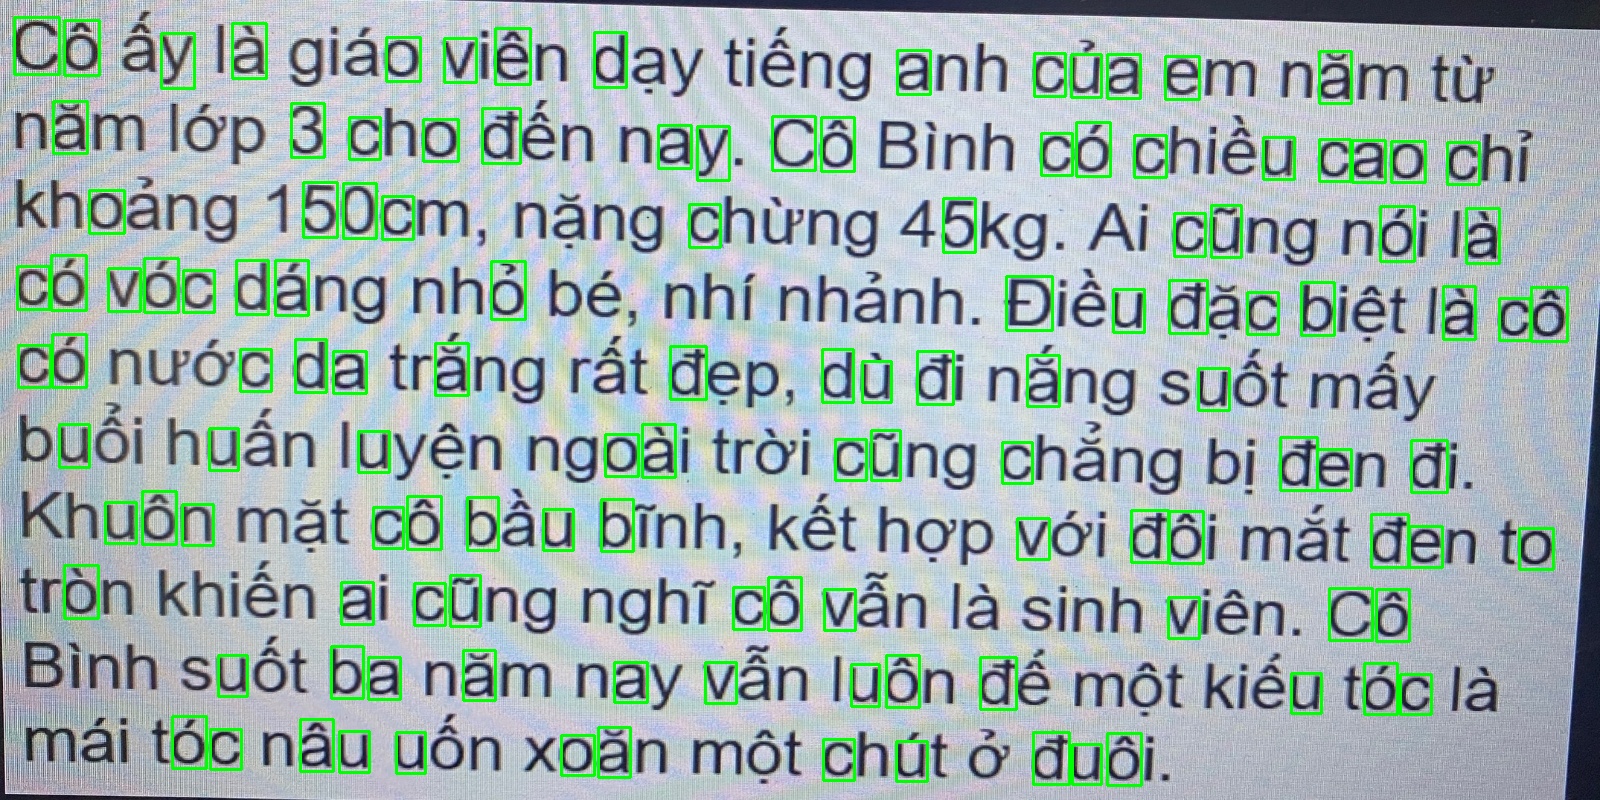 Cô ấy là giáo viên dạy tiếng anh của em năm từ
năm lớp 3 cho đến nay. Cô Bình có chiều cao chỉ
khoảng 150cm, nặng chừng 45kg. Ai cũng nói là
có vóc dáng nhỏ bé, nhí nhảnh. Điều đặc biệt là cô
có nước da trắng rất đẹp, dù đi nắng suốt mấy
buổi huấn luyện ngoài trời cũng chẳng bị đen đi.
Khuôn mặt cô bầu bĩnh, kết hợp với đôi mắt đen to
tròn khiến ai cũng nghĩ cô vẫn là sinh viên. Cô
Bình suốt ba năm nay vẫn luôn để một kiểu tóc là
mái tóc nâu uốn xoăn một chút ở đuôi.